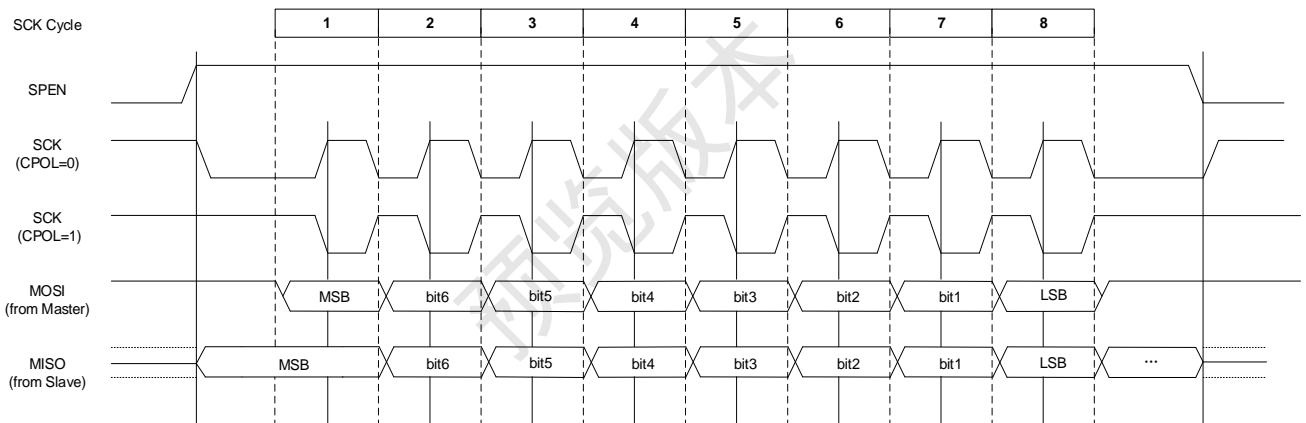 SCK Cycle 1 2 3 4 5 6 7 8
SPEN
SCK
(CPOL=0)
SCK
(CPOL=1)
MOSI
(from Master)
MSB bit6 bit5 bit4 bit3 bit2 bit1 LSB
MISO
(from Slave)
MSB bit6 bit5 bit4 bit3 bit2 bit1 LSB ...
预览版本